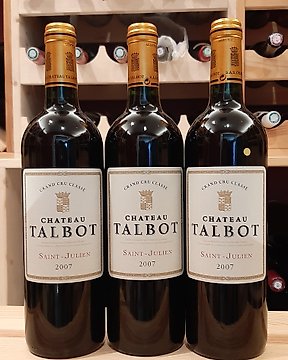 GRAND CRU CLASSÉ
CHATEAU
TALBOT
SAINT-JULIEN
2007
GRAND CRU CLASSÉ
CHATEAU
TALBOT
SAINT-JULIEN
2007
GRAND CRU CLASSÉ
CHATEAU
TALBOT
SAINT-JULIEN
2007